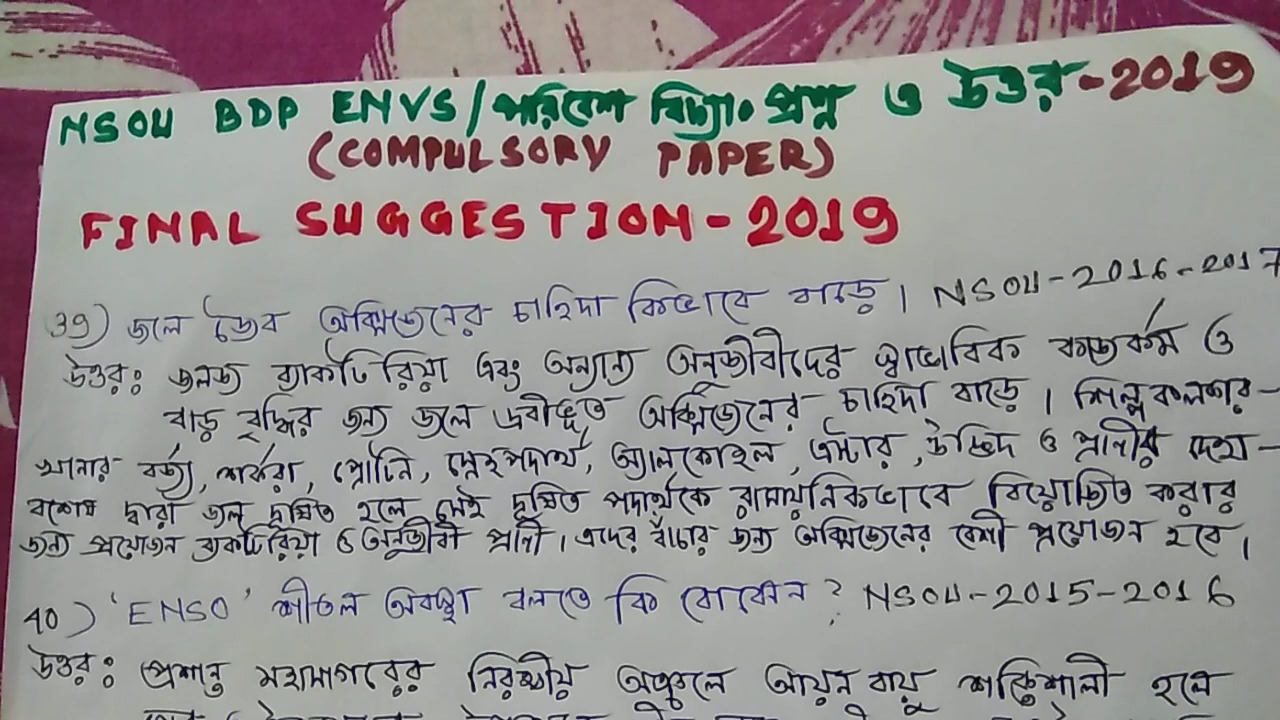 NSOU BDP ENVS/পরিবেশ বিদ্যা০ প্রশ্ন ও উত্তর-2019
(COMPULSORY PAPER)
FINAL SUGGESTION-2019
39) জলে জৈব অক্সিজেনের চাহিদা কিভাবে বাড়ে। NSOU-2016-2017
উত্তর: জলজ ব্যাকটিরিয়া এবং অন্যান্য অনুজীবীদের স্বাভাবিক কাজকর্ম ও
বাড় বৃদ্ধির জন্য জলে দ্রবীভূত অক্সিজেনের চাহিদা বাড়ে। শিল্প কলকার-
খানার বর্জ্য, শর্করা, প্রোটিন, স্নেহপদার্থ, অ্যালকোহল, এস্টার, উদ্ভিদ ও প্রাণীর দেহা-
বশেষ দ্বারা জল দূষিত হলে সেই দূষিত পদার্থকে রাসায়নিকভাবে বিয়োজিত করার
জন্য প্রয়োজন ব্যাকটিরিয়া ও অনুজীবী প্রাণী। এদের বাঁচার জন্য অক্সিজেনের বেশী প্রয়োজন হবে।
40) 'ENSO' শীতল অবস্থা বলতে কি বোঝেন? NSOU-2015-2016
উত্তর: প্রশান্ত মহাসাগরের নিরক্ষীয় অঞ্চলে আয়ন বায়ু শক্তিশালী হলে